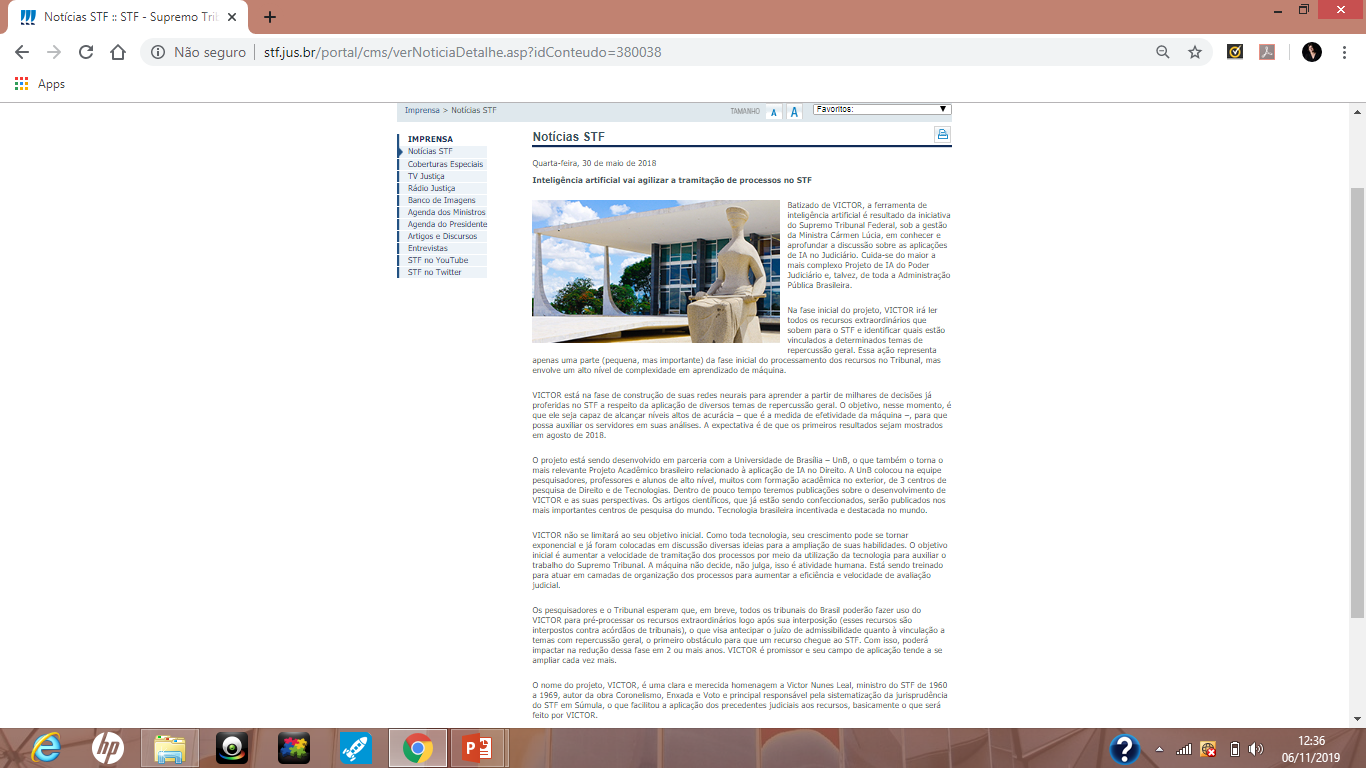 Notícias STF :: STF - Supremo Trib
Não seguro
stf.jus.br/portal/cms/verNoticiaDetalhe.asp?idConteudo=380038
Apps
Imprensa > Notícias STF
TAMANHO A A
Favoritos:
IMPRENSA
Notícias STF
Coberturas Especiais
TV Justiça
Rádio Justiça
Banco de Imagens
Agenda dos Ministros
Agenda do Presidente
Artigos e Discursos
Entrevistas
STF no YouTube
STF no Twitter
Notícias STF
Quarta-feira, 30 de maio de 2018
Inteligência artificial vai agilizar a tramitação de processos no STF
Batizado de VICTOR, a ferramenta de
inteligência artificial é resultado da iniciativa
do Supremo Tribunal Federal, sob a gestão
da Ministra Cármen Lúcia, em conhecer e
aprofundar a discussão sobre as aplicações
de IA no Judiciário. Cuida-se do maior a
mais complexo Projeto de IA do Poder
Judiciário e, talvez, de toda a Administração
Pública Brasileira.
Na fase inicial do projeto, VICTOR irá ler
todos os recursos extraordinários que
sobem para o STF e identificar quais estão
vinculados a determinados temas de
repercussão geral. Essa ação representa
apenas uma parte (pequena, mas importante) da fase inicial do processamento dos recursos no Tribunal, mas
envolve um alto nível de complexidade em aprendizado de máquina.
VICTOR está na fase de construção de suas redes neurais para aprender a partir de milhares de decisões já
proferidas no STF a respeito da aplicação de diversos temas de repercussão geral. O objetivo, nesse momento, é
que ele seja capaz de alcançar níveis altos de acurácia – que é a medida de efetividade da máquina –, para que
possa auxiliar os servidores em suas análises. A expectativa é de que os primeiros resultados sejam mostrados
em agosto de 2018.
O projeto está sendo desenvolvido em parceria com a Universidade de Brasília – UnB, o que também o torna o
mais relevante Projeto Acadêmico brasileiro relacionado à aplicação de IA no Direito. A UnB colocou na equipe
pesquisadores, professores e alunos de alto nível, muitos com formação acadêmica no exterior, de 3 centros de
pesquisa de Direito e de Tecnologias. Dentro de pouco tempo teremos publicações sobre o desenvolvimento de
VICTOR e as suas perspectivas. Os artigos científicos, que já estão sendo confeccionados, serão publicados nos
mais importantes centros de pesquisa do mundo. Tecnologia brasileira incentivada e destacada no mundo.
VICTOR não se limitará ao seu objetivo inicial. Como toda tecnologia, seu crescimento pode se tornar
exponencial e já foram colocadas em discussão diversas ideias para a ampliação de suas habilidades. O objetivo
inicial é aumentar a velocidade de tramitação dos processos por meio da utilização da tecnologia para auxiliar o
trabalho do Supremo Tribunal. A máquina não decide, não julga, isso é atividade humana. Está sendo treinado
para atuar em camadas de organização dos processos para aumentar a eficiência e velocidade de avaliação
judicial.
Os pesquisadores e o Tribunal esperam que, em breve, todos os tribunais do Brasil poderão fazer uso do
VICTOR para pré-processar os recursos extraordinários logo após sua interposição (esses recursos são
interpostos contra acórdãos de tribunais), o que visa antecipar o juízo de admissibilidade quanto à vinculação a
temas com repercussão geral, o primeiro obstáculo para que um recurso chegue ao STF. Com isso, poderá
impactar na redução dessa fase em 2 ou mais anos. VICTOR é promissor e seu campo de aplicação tende a se
ampliar cada vez mais.
O nome do projeto, VICTOR, é uma clara e merecida homenagem a Victor Nunes Leal, ministro do STF de 1960
a 1969, autor da obra Coronelismo, Enxada e Voto e principal responsável pela sistematização da jurisprudência
do STF em Súmula, o que facilitou a aplicação dos precedentes judiciais aos recursos, basicamente o que será
feito por VICTOR.
12:36
06/11/2019